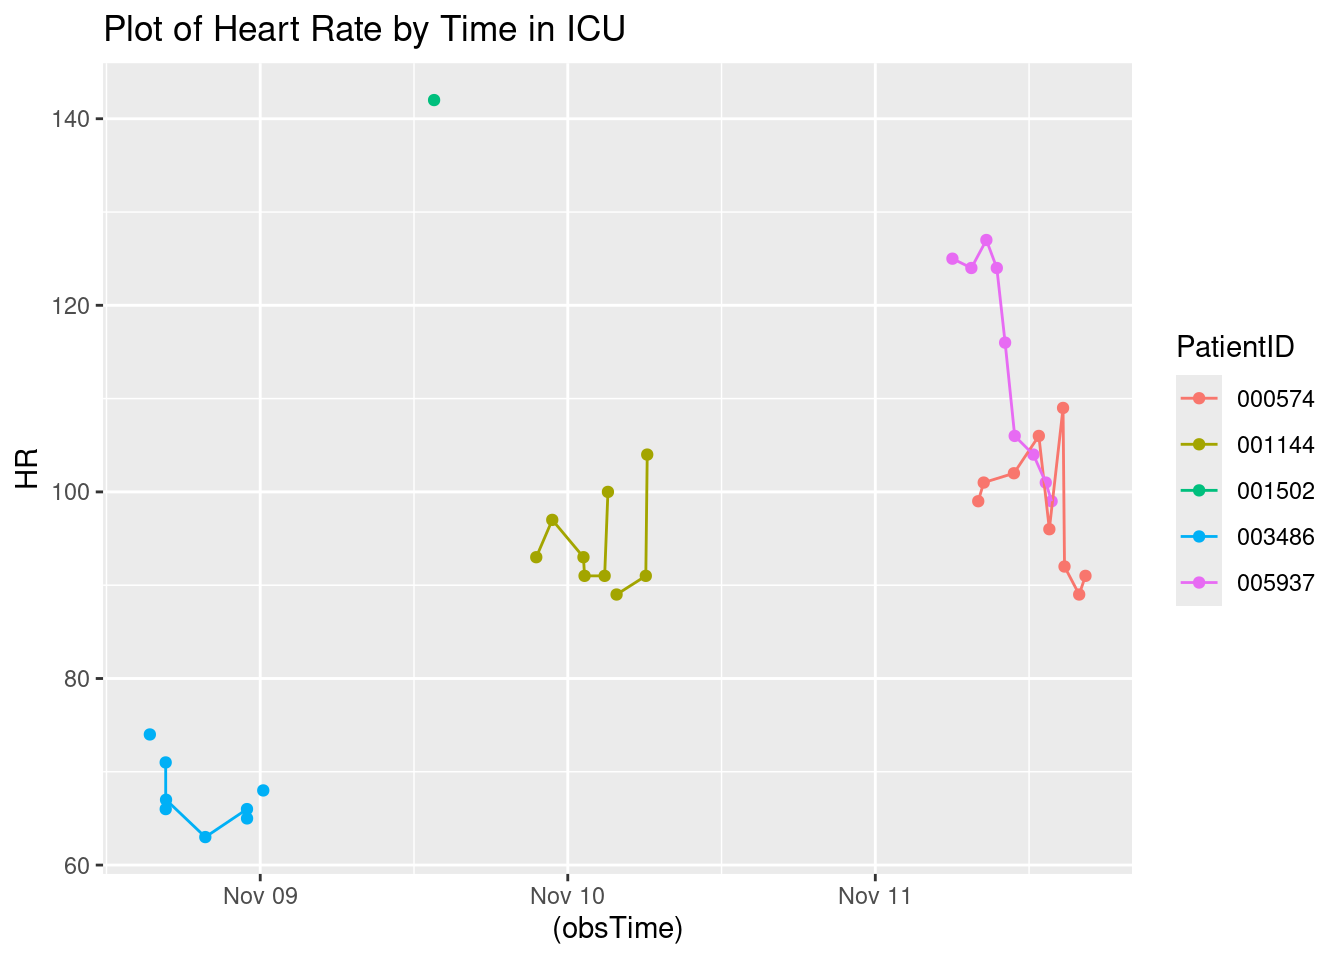 Plot of Heart Rate by Time in ICU
HR
140
120
100
80
60
Nov 09 Nov 10 Nov 11
(obsTime)
PatientID
000574
001144
001502
003486
005937